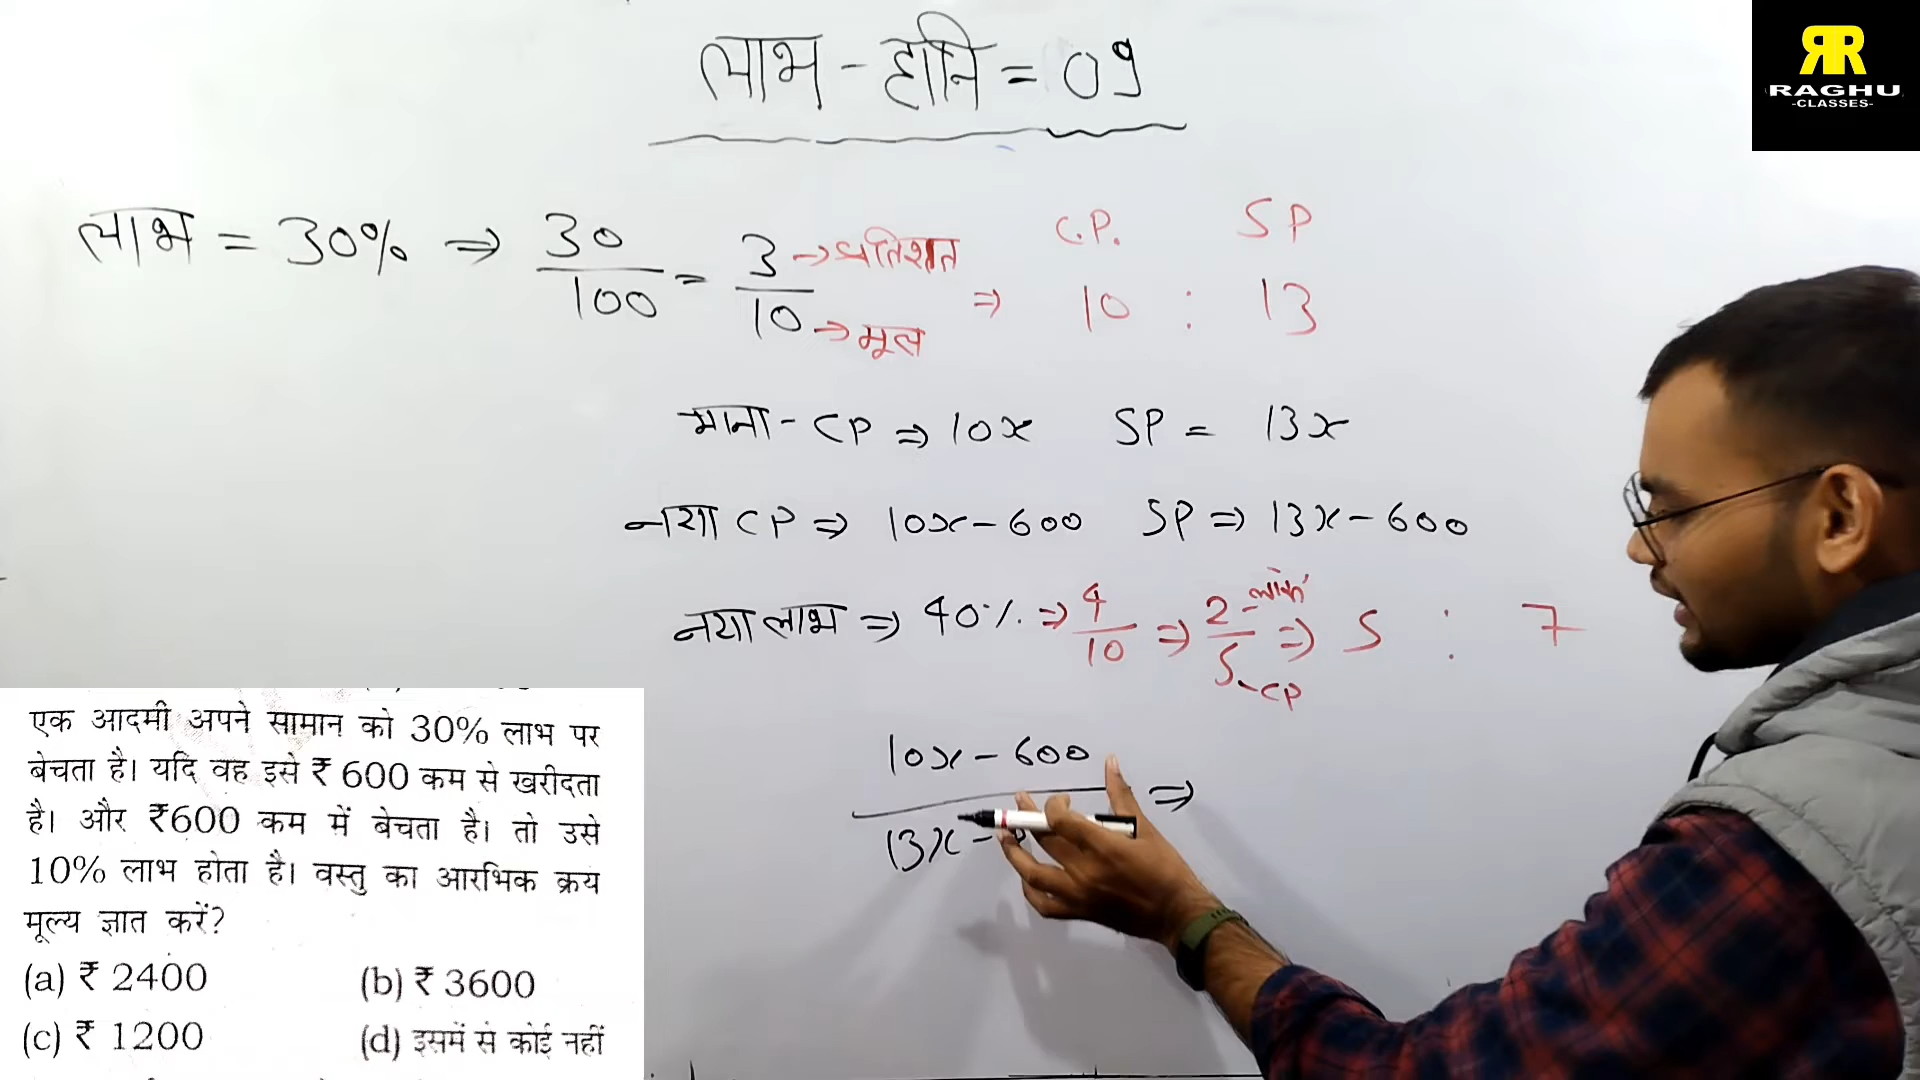 लाभ - हानि = 09
RR
RAGHU
-CLASSES-
लाभ = 30% ⇒ 30/100 = 3/10 → प्रतिशत → मूल ⇒ C.P. SP 10 : 13
माना - CP ⇒ 10x SP = 13x
नया CP ⇒ 10x - 600 SP ⇒ 13x - 600
नया लाभ ⇒ 40% ⇒ 4/10 ⇒ 2/5 - CP ⇒ 5 : 7
10x - 600 ⇒
13x -
एक आदमी अपने सामान को 30% लाभ पर
बेचता है। यदि वह इसे ₹ 600 कम से खरीदता
है। और ₹600 कम में बेचता है। तो उसे
10% लाभ होता है। वस्तु का आरभिक क्रय
मूल्य ज्ञात करें?
(a) ₹ 2400 (b) ₹ 3600
(c) ₹ 1200 (d) इसमें से कोई नहीं